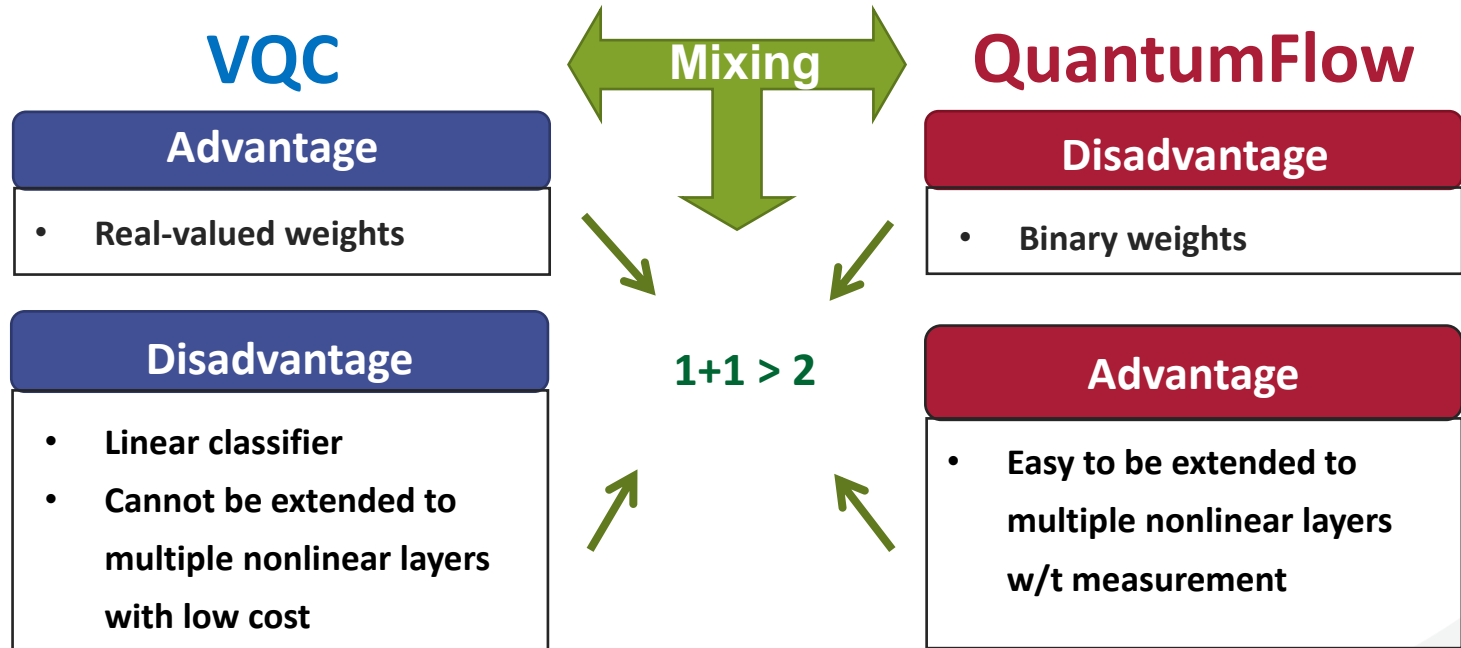 VQC
Mixing
QuantumFlow
Advantage
• Real-valued weights
Disadvantage
• Linear classifier
• Cannot be extended to
multiple nonlinear layers
with low cost
1+1 > 2
Disadvantage
• Binary weights
Advantage
• Easy to be extended to
multiple nonlinear layers
w/t measurement